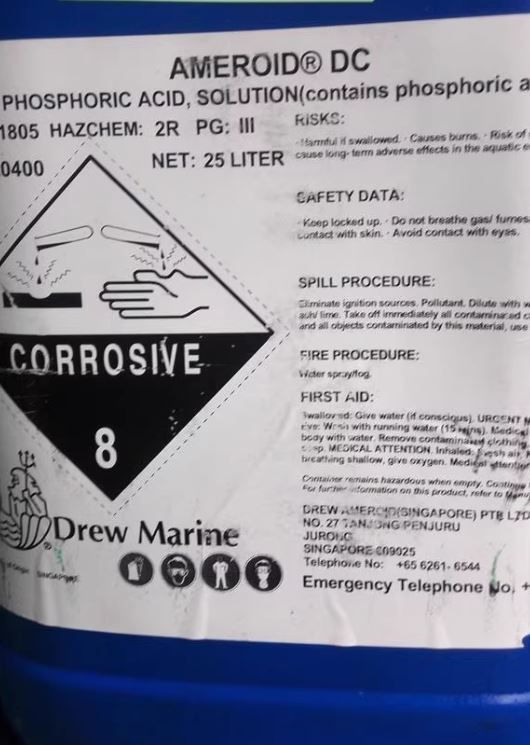 AMEROID® DC
PHOSPHORIC ACID, SOLUTION(contains phosphoric a
1805 HAZCHEM: 2R PG: III
0400
NET: 25 LITER
CORROSIVE
8
Drew Marine
®
SINGAPORE
RISKS:
· Harmful if swallowed. · Causes burns. · Risk of
cause long- term adverse effects in the aquatic
SAFETY DATA:
· Keep locked up. · Do not breathe gas/ fumes/
contact with skin. · Avoid contact with eyes.
SPILL PROCEDURE:
Eliminate ignition sources. Pollutant. Dilute with
ash/ lime. Take off immediately all contaminated
and all objects contaminated by this material, use
FIRE PROCEDURE:
Water spray/fog.
FIRST AID:
Swallowed: Give water (if conscious). URGENT
Eye: Wash with running water (15 mins). Medical
body with water. Remove contaminated clothing
MEDICAL ATTENTION. Inhaled: Fresh air.
breathing shallow, give oxygen. Medical attention
Container remains hazardous when empty. Continue
For further information on this product, refer to
DREW AMEROID(SINGAPORE) PTE LTD
NO. 27 TANJONG PENJURU
JURONG
SINGAPORE 609025
Telephone No: +65 6261- 6544
Emergency Telephone No. +